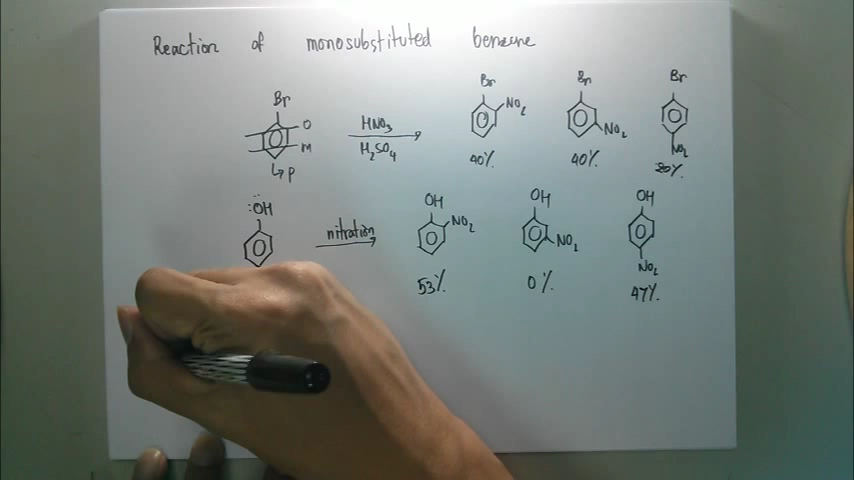 Reaction of monosubstituted benzene
Br Br Br Br
O HNO3 NO2
M H2SO4 NO2
↳ P NO2
40% 40% 20%
:ÖH OH OH OH
nitration NO2
NO2
NO2
53% 0% 47%